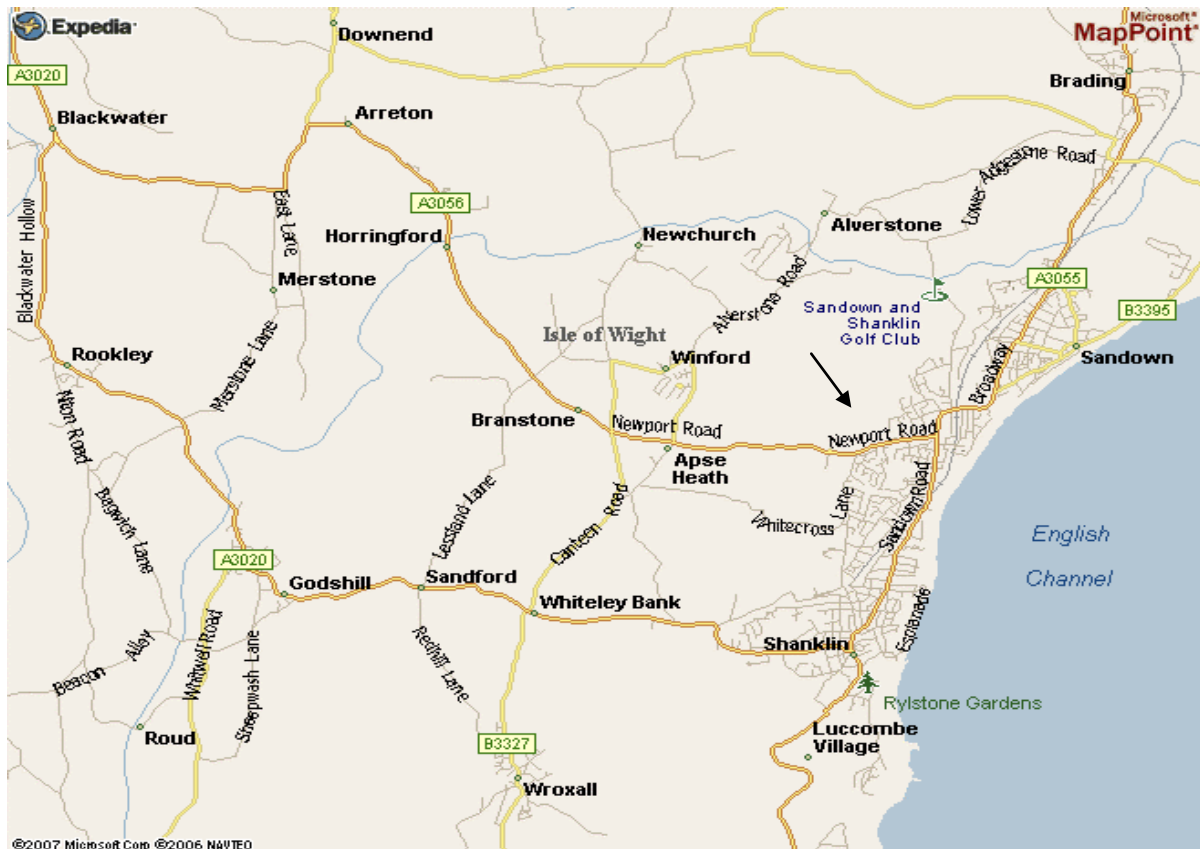 Expedia
Microsoft
MapPoint
Downend
A3020
Brading
Blackwater
Arreton
Lower Adgestone Road
East Lane
A3056
Horringford
Newchurch
Alverstone
Blackwater Hollow
Merstone
Alverstone Road
A3055
B3395
Sandown and
Shanklin
Golf Club
Isle of Wight
Rookley
Merstone Lane
Winford
Sandown
Broadway
Niton Road
Branstone
Newport Road
Newport Road
Apse
Heath
Bagwich Lane
Lessland Lane
Canteen Road
Whitecross Lane
Sandown Road
English
Channel
A3020
Godshill
Sandford
Whiteley Bank
Esplanade
Beacon Alley
Whitwell Road
Sheepwash Lane
Redhill Lane
Shanklin
Rylstone Gardens
Roud
B3327
Luccombe
Village
Wroxall
©2007 Microsoft Corp ©2006 NAVTEQ